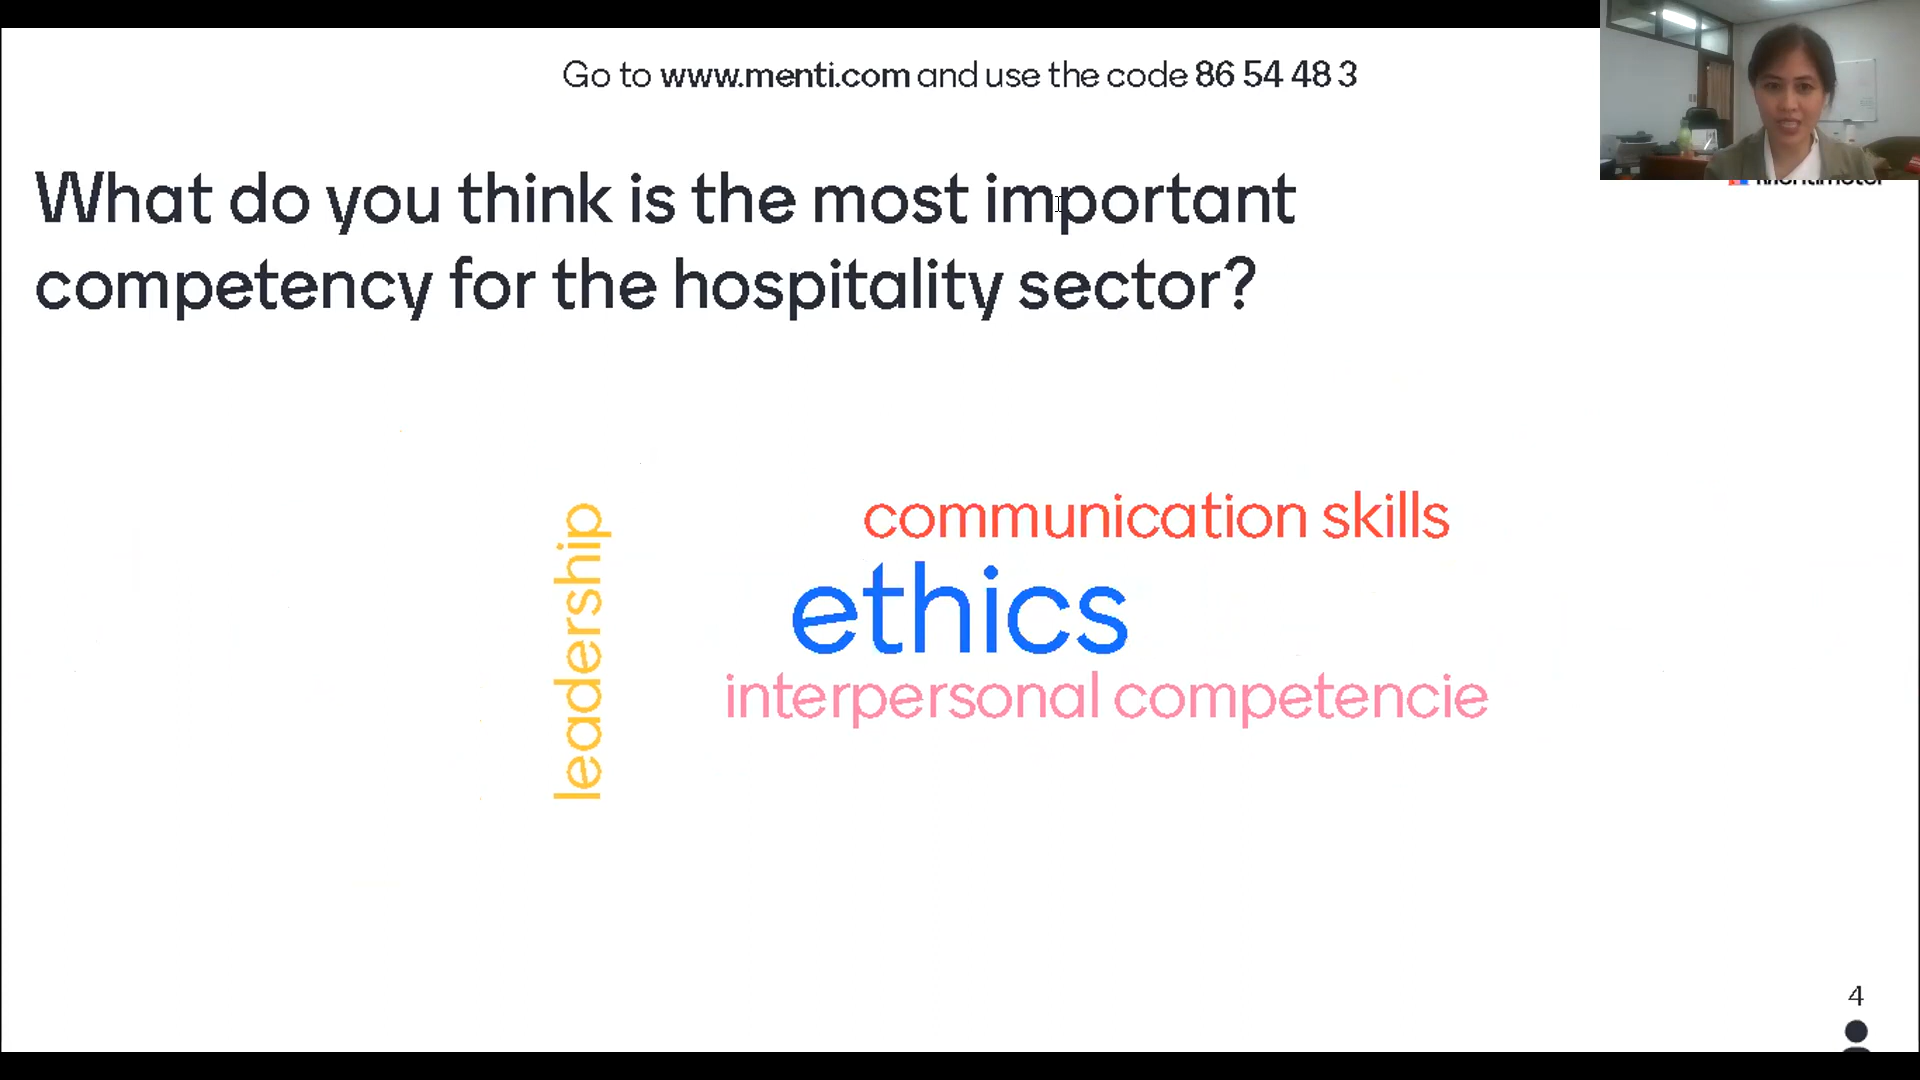 Go to www.menti.com and use the code 86 54 48 3
What do you think is the most important
competency for the hospitality sector?
communication skills
ethics
interpersonal competencie
leadership
4